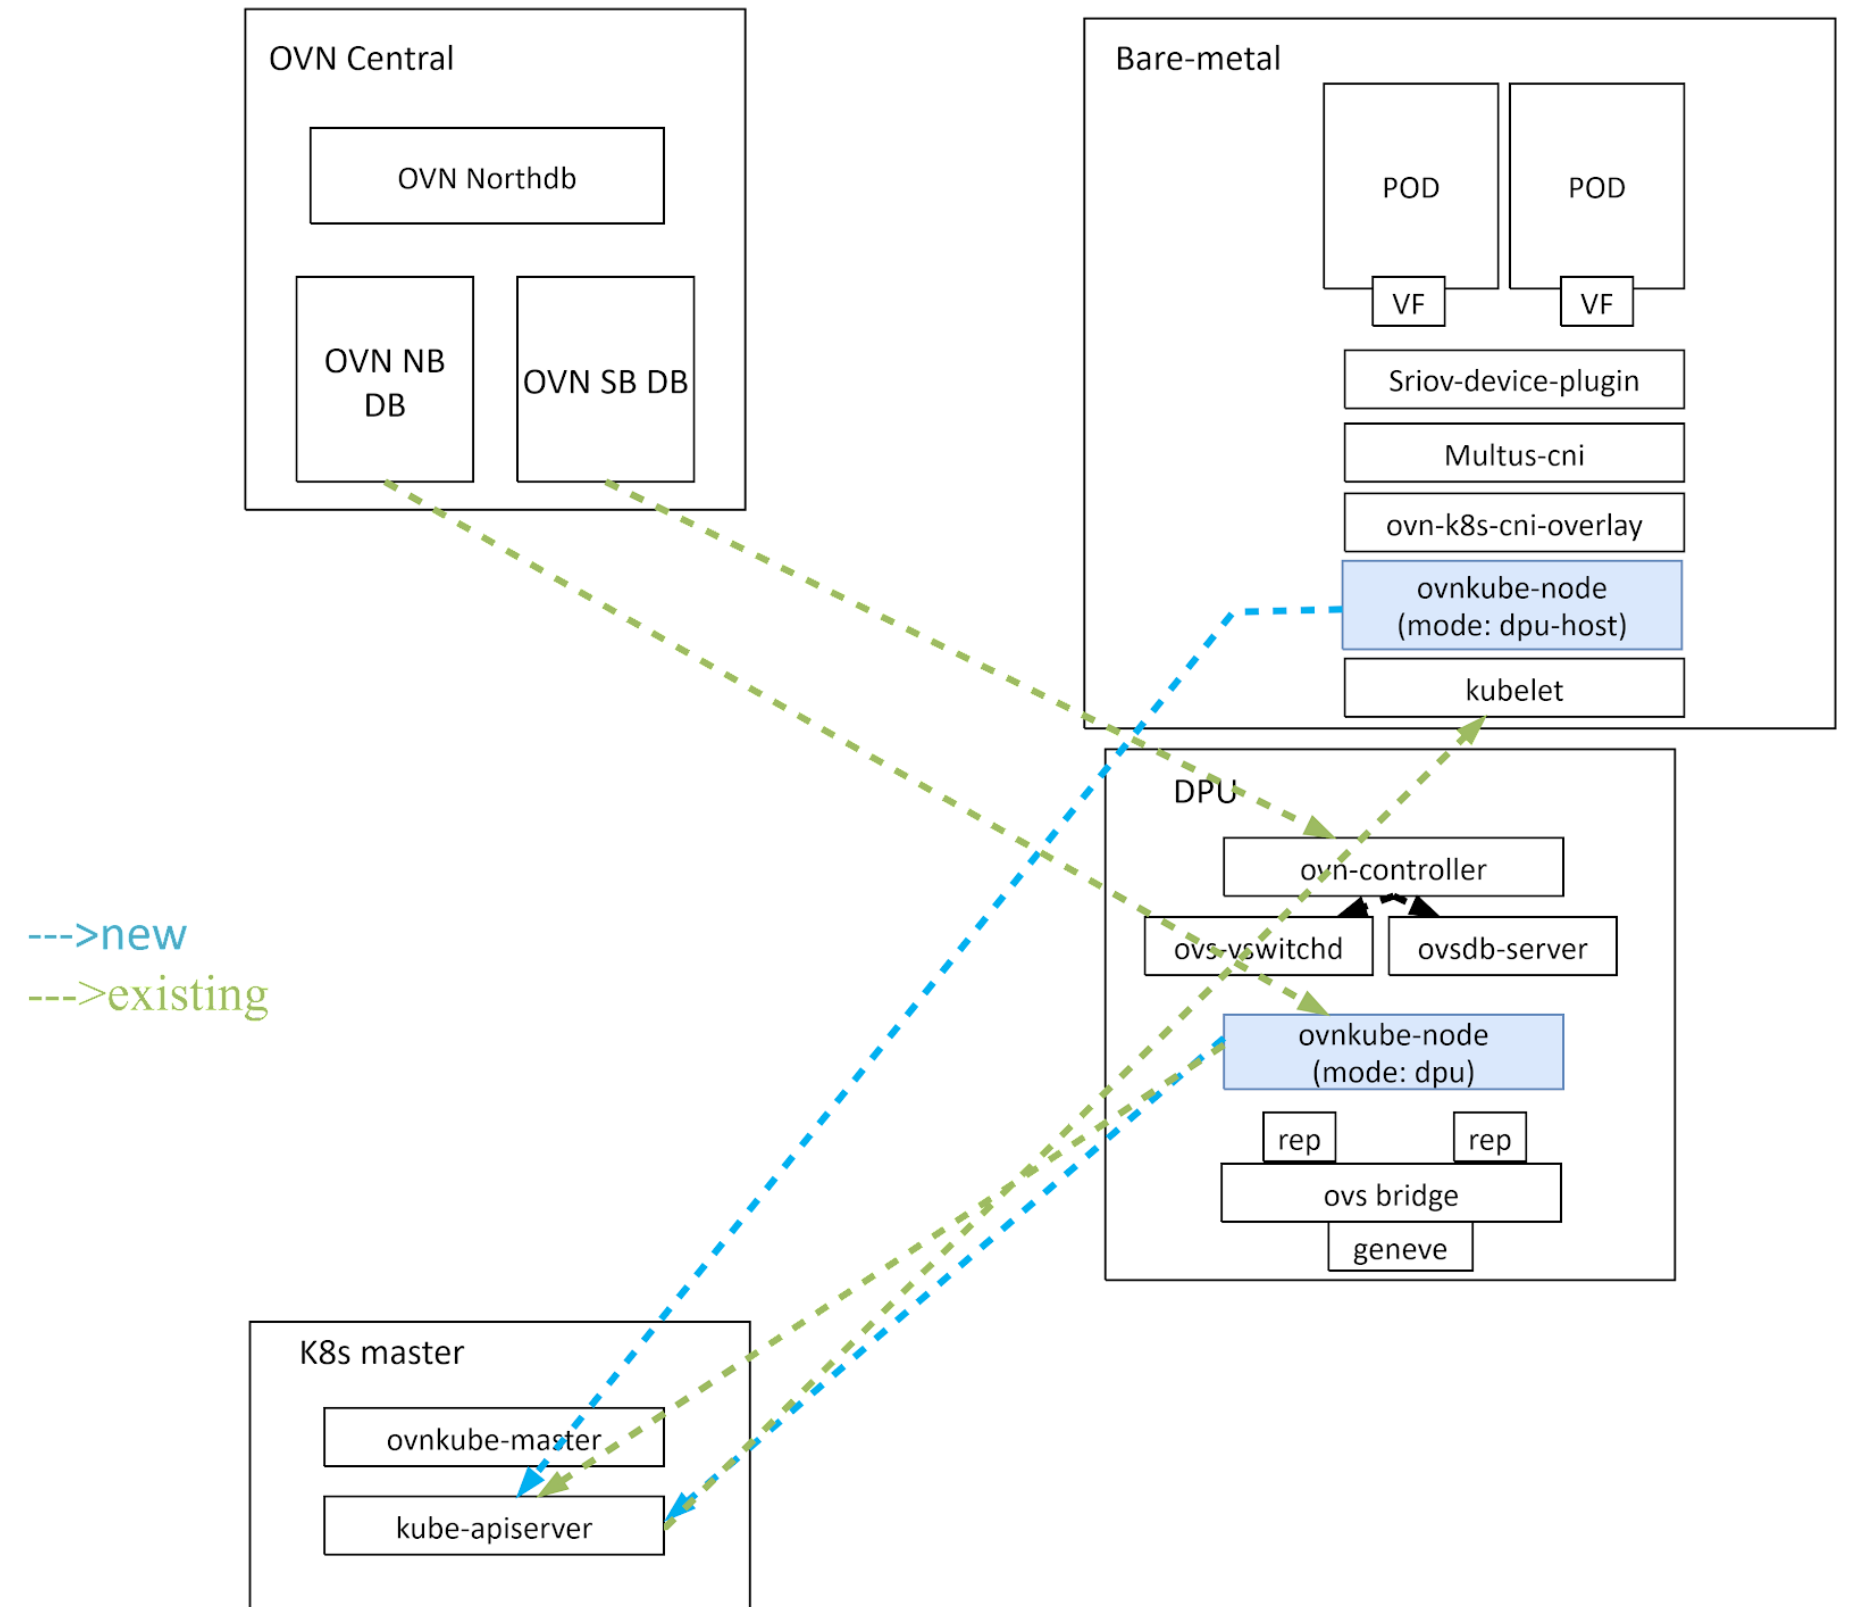 OVN Central
OVN Northdb
OVN NB
DB
OVN SB DB
Bare-metal
POD
POD
VF
VF
Sriov-device-plugin
Multus-cni
ovn-k8s-cni-overlay
ovnkube-node
(mode: dpu-host)
kubelet
DPU
ovn-controller
ovs-vswitchd
ovsdb-server
ovnkube-node
(mode: dpu)
rep
rep
ovs bridge
geneve
--->new
--->existing
K8s master
ovnkube-master
kube-apiserver